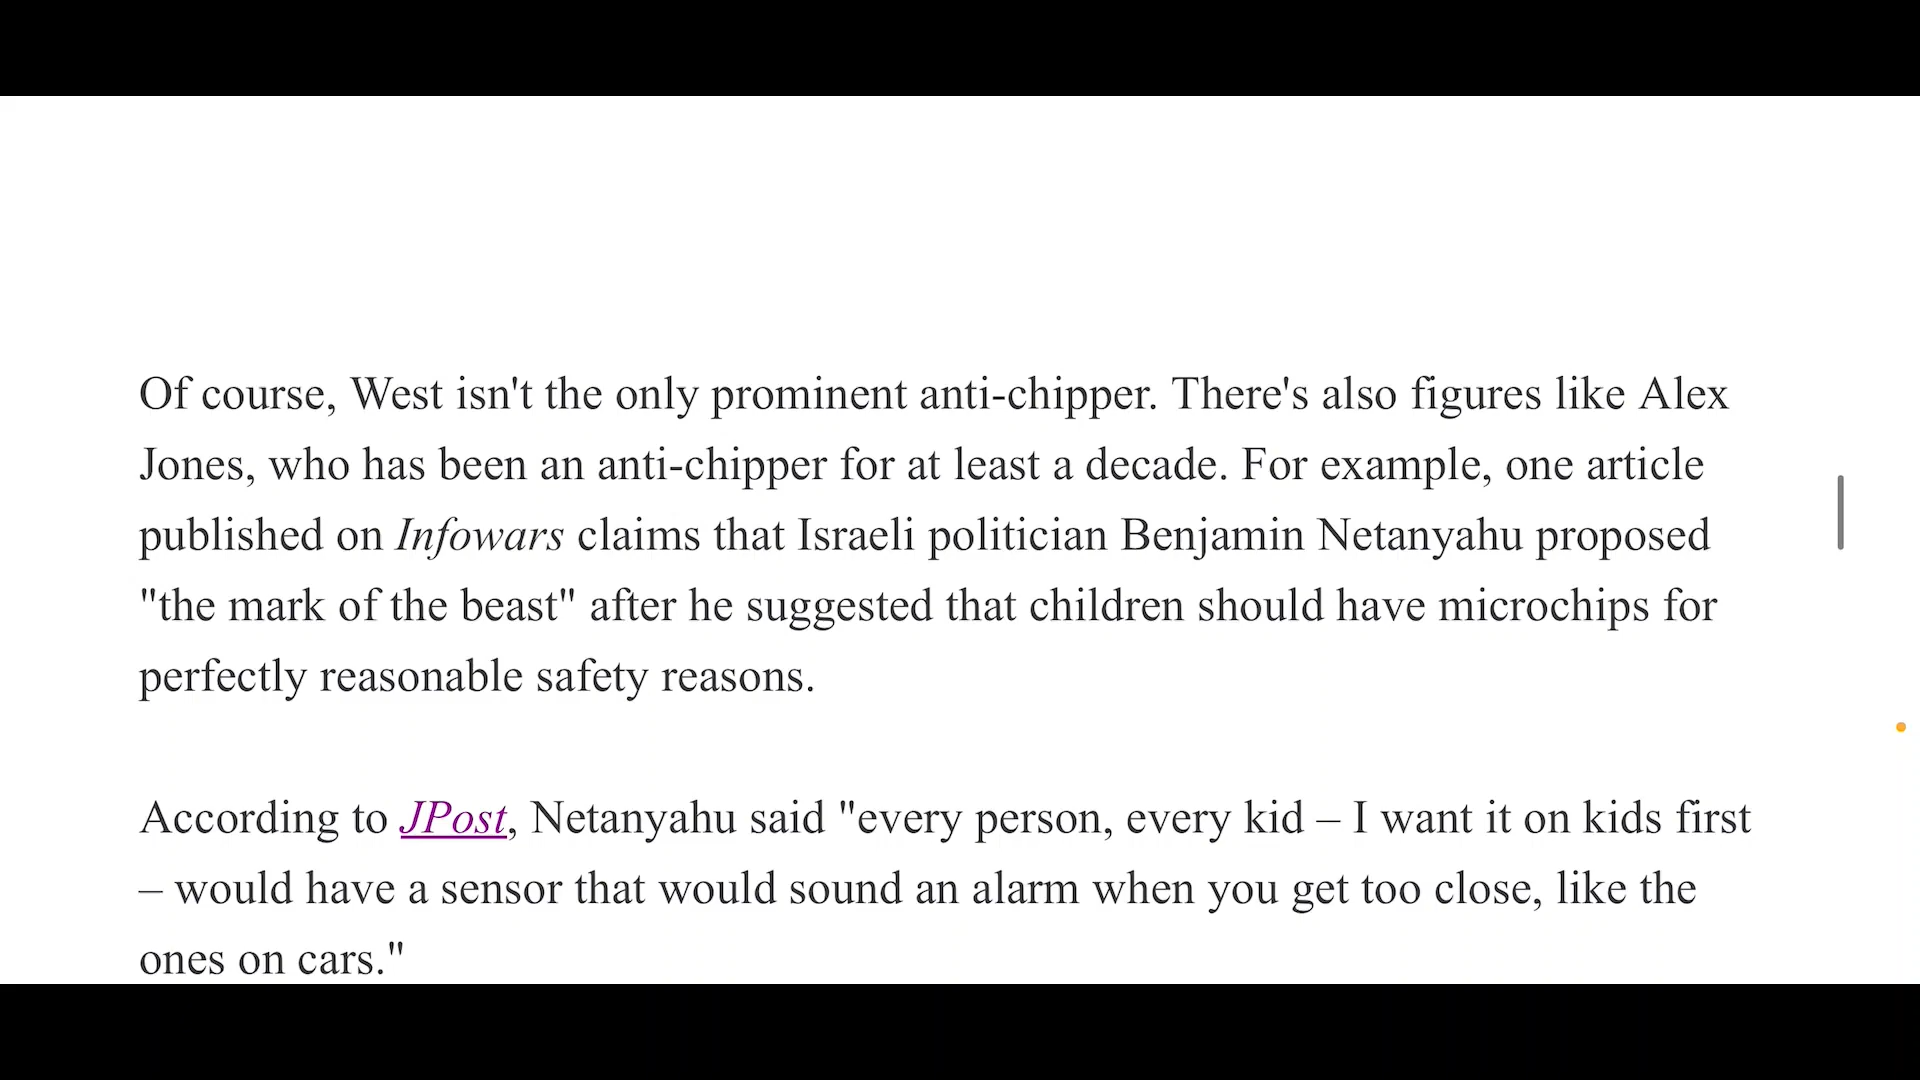 Of course, West isn't the only prominent anti-chipper. There's also figures like Alex
Jones, who has been an anti-chipper for at least a decade. For example, one article
published on Infowars claims that Israeli politician Benjamin Netanyahu proposed
"the mark of the beast" after he suggested that children should have microchips for
perfectly reasonable safety reasons.
According to JPost, Netanyahu said "every person, every kid – I want it on kids first
– would have a sensor that would sound an alarm when you get too close, like the
ones on cars."